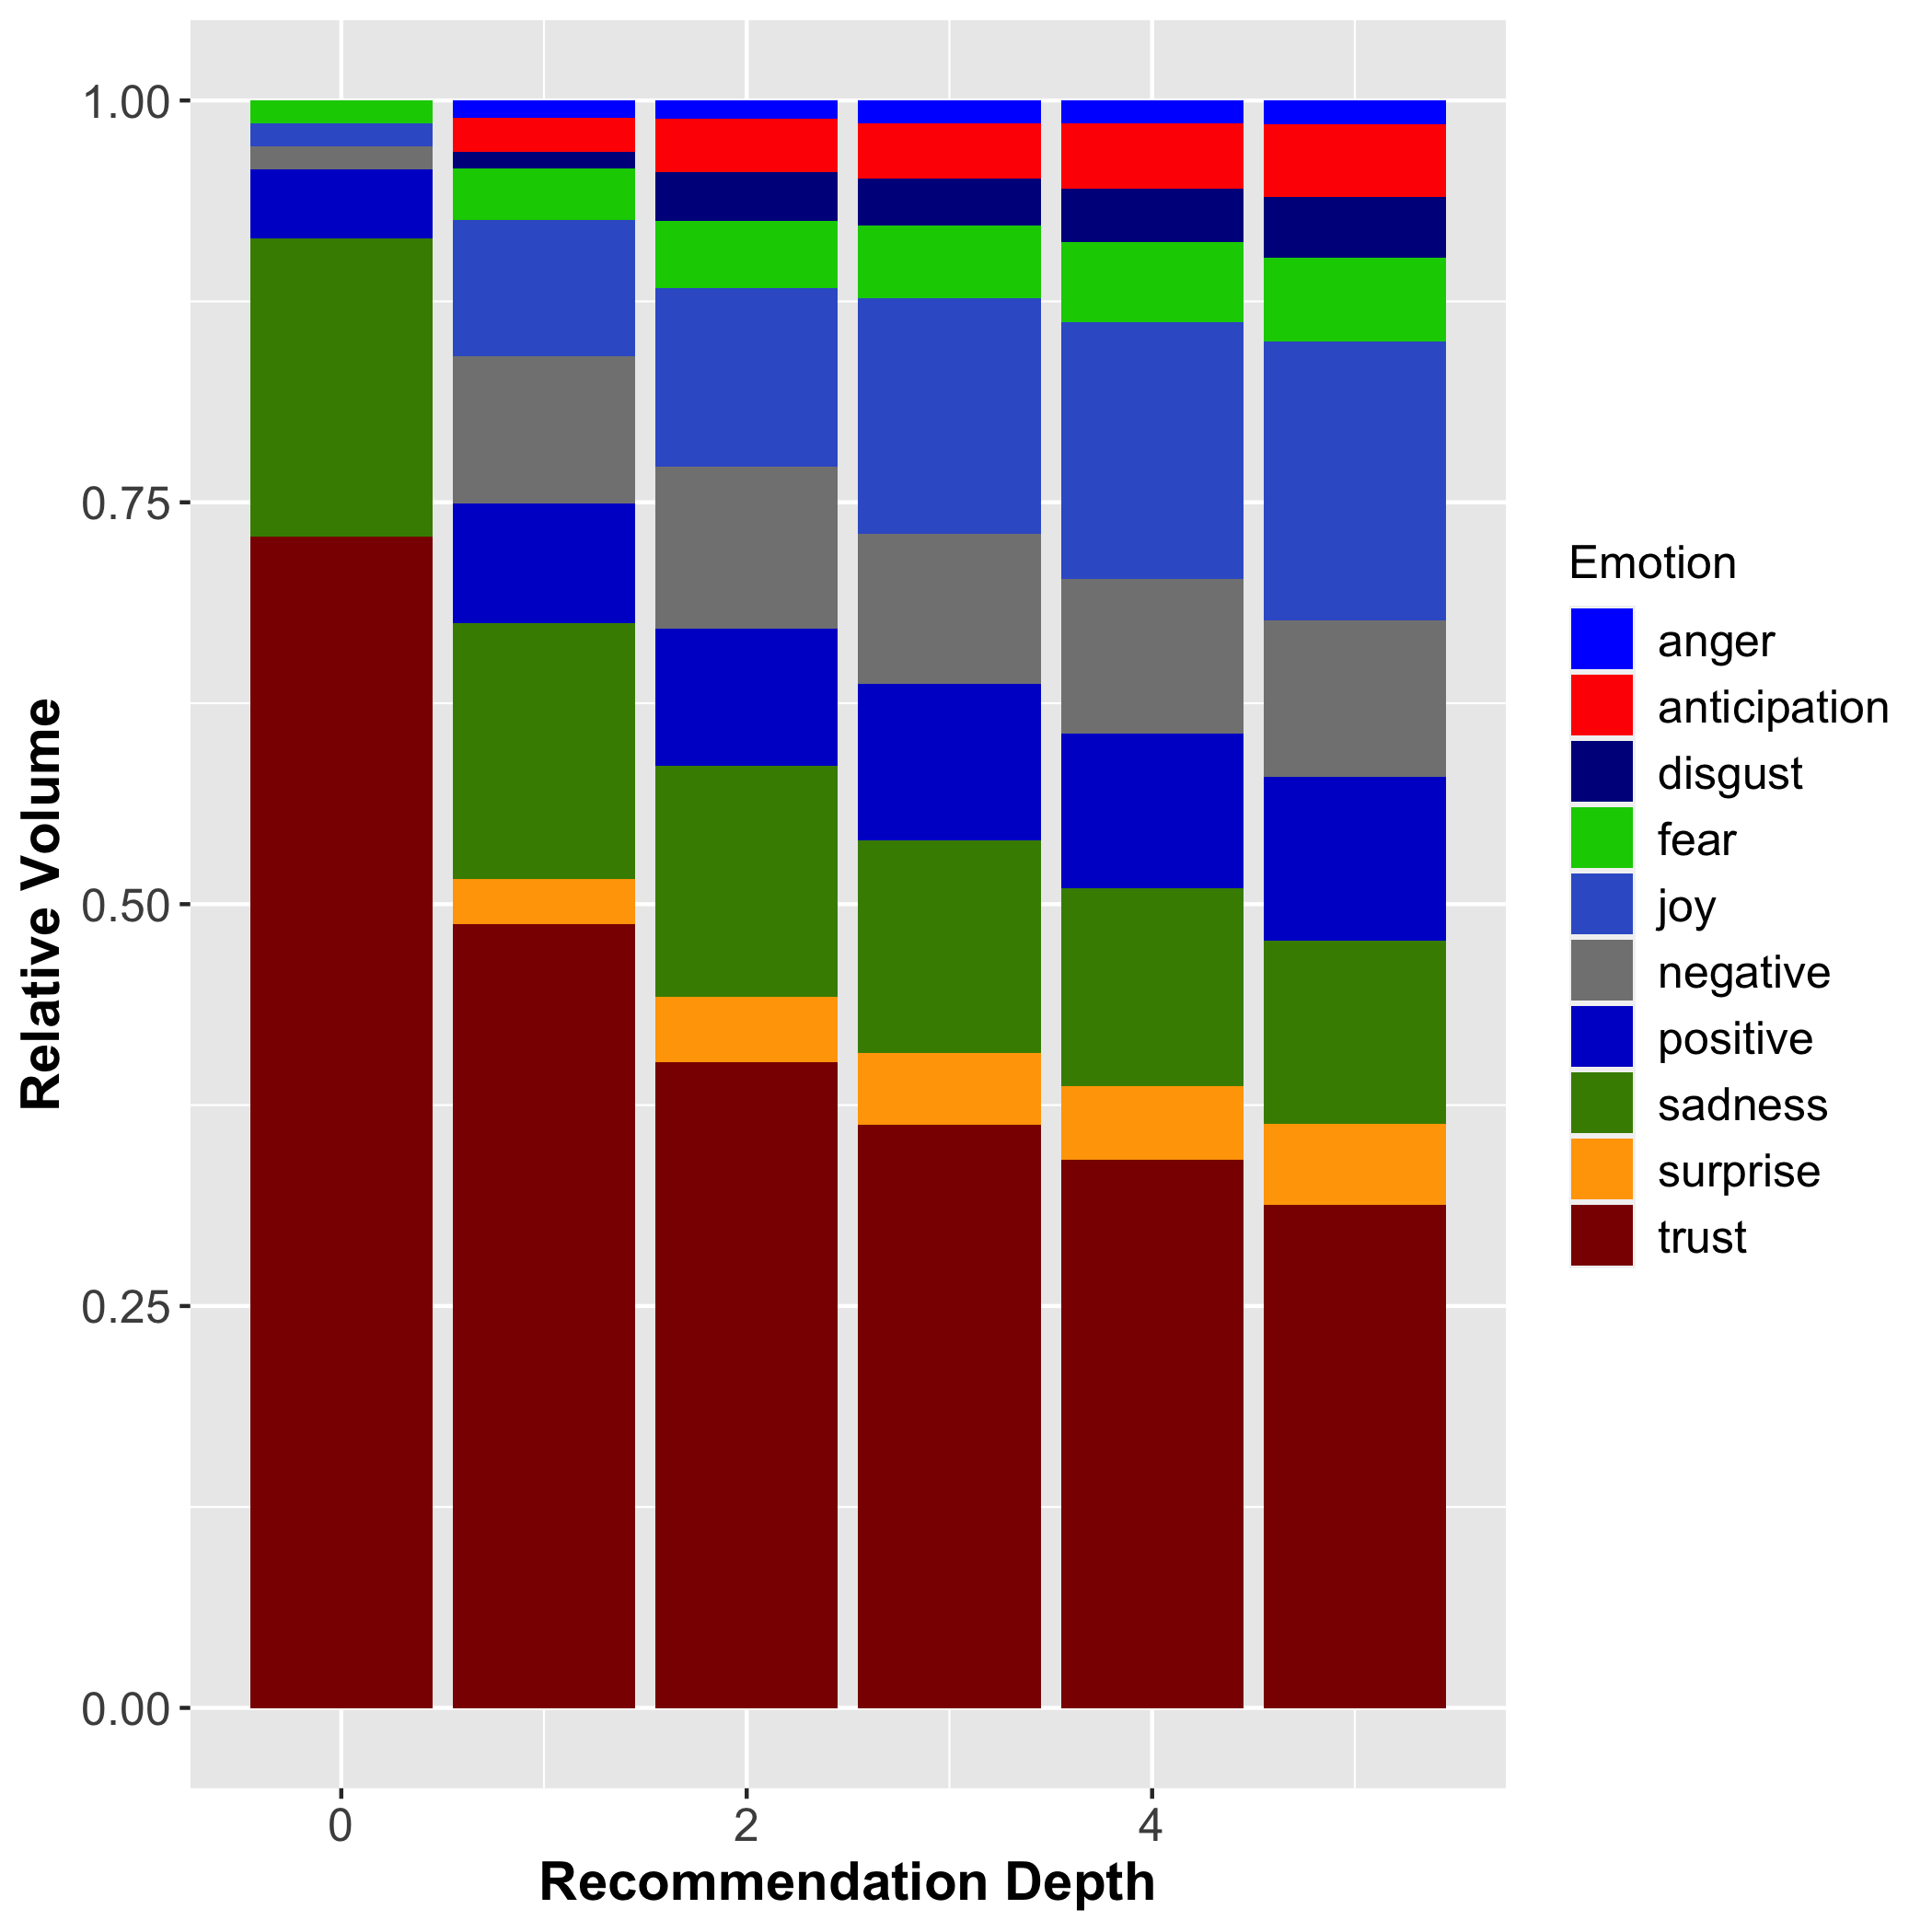 1.00
0.75
0.50
0.25
0.00
Relative Volume
0
2
4
Recommendation Depth
Emotion
anger
anticipation
disgust
fear
joy
negative
positive
sadness
surprise
trust